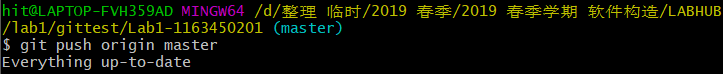 hit@LAPTOP-FVH359AD MINGW64 /d/整理 临时/2019 春季/2019 春季学期 软件构造/LABHUB
/lab1/gittest/Lab1-1163450201 (master)
$ git push origin master
Everything up-to-date